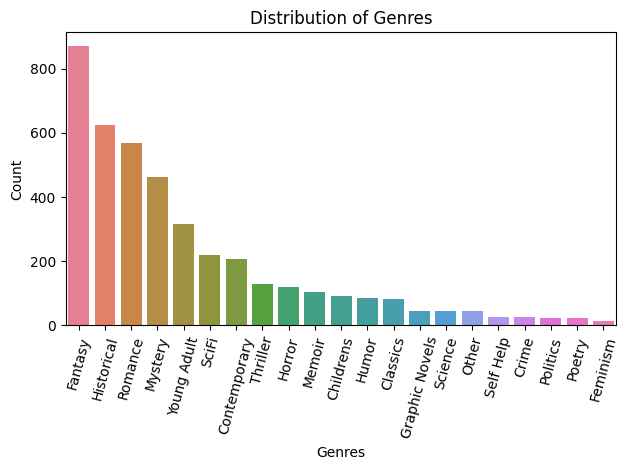 Distribution of Genres
Count
800
600
400
200
0
Fantasy
Historical
Romance
Mystery
Young Adult
SciFi
Contemporary
Thriller
Horror
Memoir
Childrens
Humor
Classics
Graphic Novels
Science
Other
Self Help
Crime
Politics
Poetry
Feminism
Genres